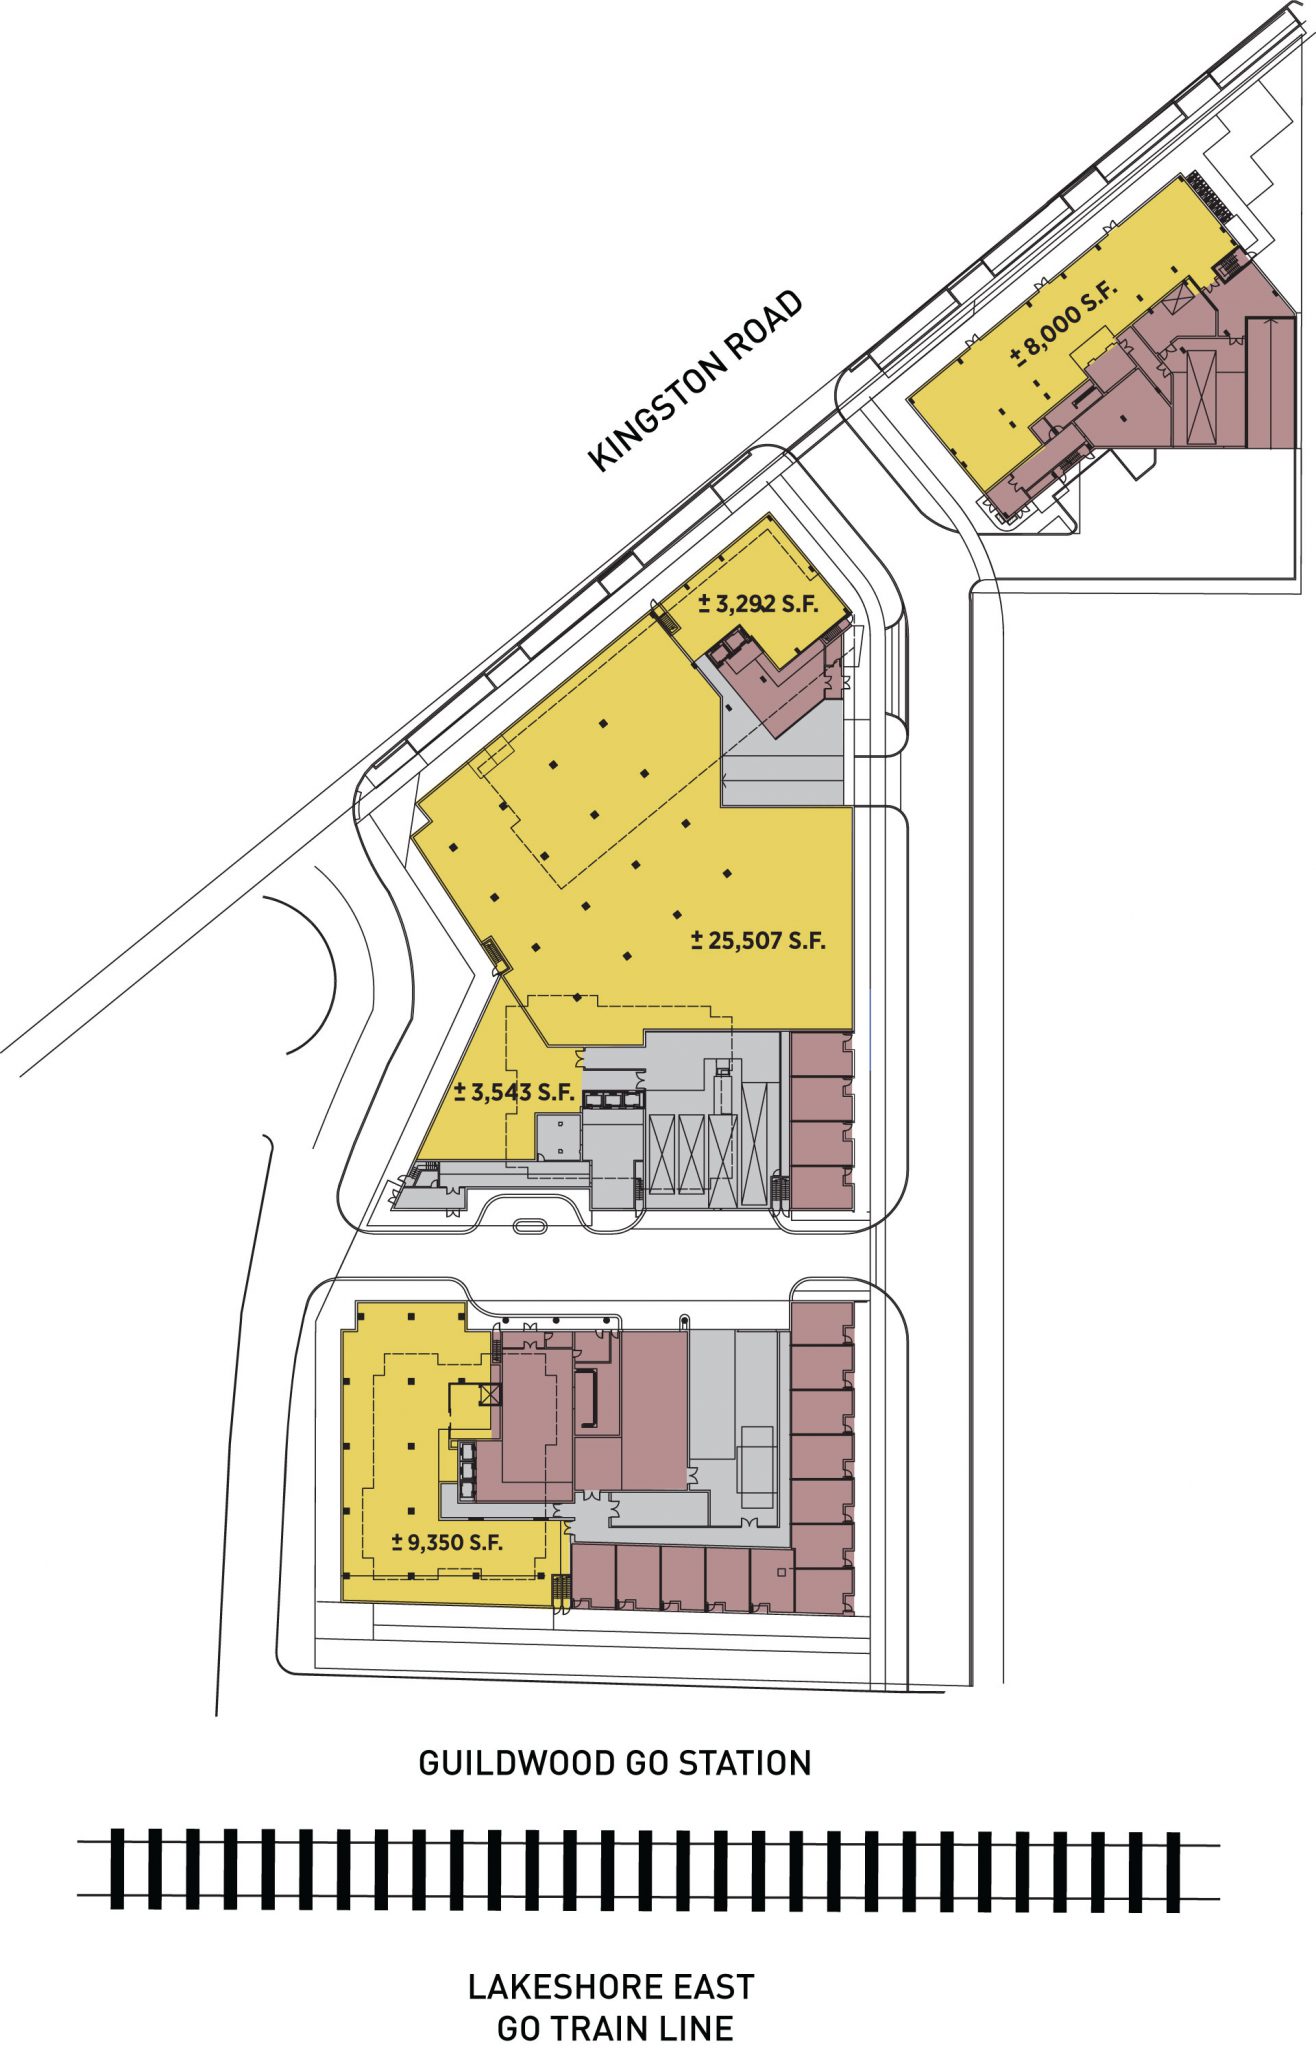 ± 8,000 S.F.
KINGSTON ROAD
± 3,292 S.F.
± 25,507 S.F.
± 3,543 S.F.
± 9,350 S.F.
GUILDWOOD GO STATION
LAKESHORE EAST
GO TRAIN LINE